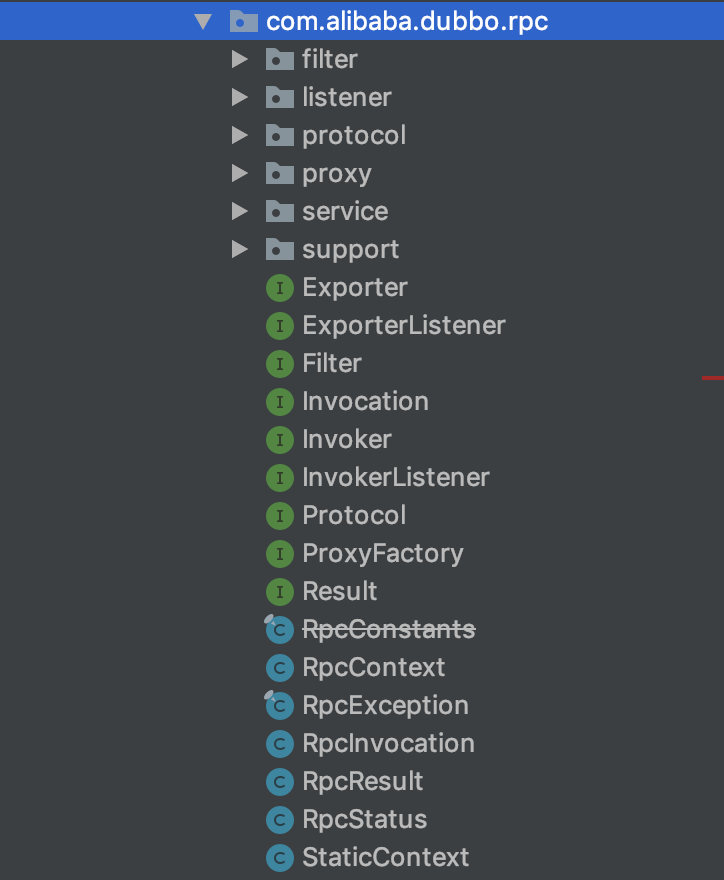 com.alibaba.dubbo.rpc
filter
listener
protocol
proxy
service
support
I Exporter
I ExporterListener
I Filter
I Invocation
I Invoker
I InvokerListener
I Protocol
I ProxyFactory
I Result
C RpcConstants
C RpcContext
C RpcException
C RpcInvocation
C RpcResult
C RpcStatus
C StaticContext